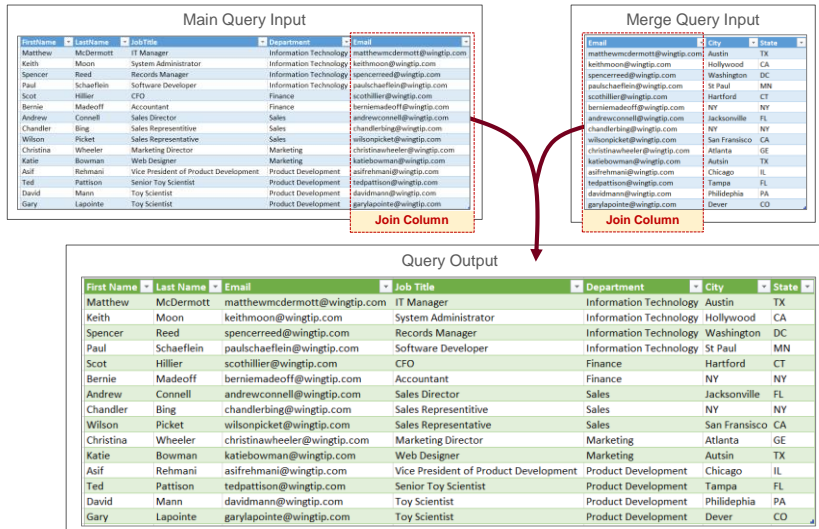 Main Query Input
FirstName LastName JobTitle Department Email
Matthew McDermott IT Manager Information Technology matthewmcdermott@wingtip.com
Keith Moon System Administrator Information Technology keithmoon@wingtip.com
Spencer Reed Records Manager Information Technology spencerreed@wingtip.com
Paul Schaeflein Software Developer Information Technology paulschaeflein@wingtip.com
Scot Hillier CFO Finance scothillier@wingtip.com
Bernie Madeoff Accountant Finance berniemadeoff@wingtip.com
Andrew Connell Sales Director Sales andrewconnell@wingtip.com
Chandler Bing Sales Representitive Sales chandlerbing@wingtip.com
Wilson Picket Sales Representative Sales wilsonpicket@wingtip.com
Christina Wheeler Marketing Director Marketing christinawheeler@wingtip.com
Katie Bowman Web Designer Marketing katiebowman@wingtip.com
Asif Rehmani Vice President of Product Development Product Development asifrehmani@wingtip.com
Ted Pattison Senior Toy Scientist Product Development tedpattison@wingtip.com
David Mann Toy Scientist Product Development davidmann@wingtip.com
Gary Lapointe Toy Scientist Product Development garylapointe@wingtip.com
Join Column
Merge Query Input
Email City State
matthewmcdermott@wingtip.com Austin TX
keithmoon@wingtip.com Hollywood CA
spencerreed@wingtip.com Washington DC
paulschaeflein@wingtip.com St Paul MN
scothillier@wingtip.com Hartford CT
berniemadeoff@wingtip.com NY NY
andrewconnell@wingtip.com Jacksonville FL
chandlerbing@wingtip.com NY NY
wilsonpicket@wingtip.com San Fransisco CA
christinawheeler@wingtip.com Atlanta GE
katiebowman@wingtip.com Autsin TX
asifrehmani@wingtip.com Chicago IL
tedpattison@wingtip.com Tampa FL
davidmann@wingtip.com Philidephia PA
garylapointe@wingtip.com Dever CO
Join Column
Query Output
First Name Last Name Email Job Title Department City State
Matthew McDermott matthewmcdermott@wingtip.com IT Manager Information Technology Austin TX
Keith Moon keithmoon@wingtip.com System Administrator Information Technology Hollywood CA
Spencer Reed spencerreed@wingtip.com Records Manager Information Technology Washington DC
Paul Schaeflein paulschaeflein@wingtip.com Software Developer Information Technology St Paul MN
Scot Hillier scothillier@wingtip.com CFO Finance Hartford CT
Bernie Madeoff berniemadeoff@wingtip.com Accountant Finance NY NY
Andrew Connell andrewconnell@wingtip.com Sales Director Sales Jacksonville FL
Chandler Bing chandlerbing@wingtip.com Sales Representitive Sales NY NY
Wilson Picket wilsonpicket@wingtip.com Sales Representative Sales San Fransisco CA
Christina Wheeler christinawheeler@wingtip.com Marketing Director Marketing Atlanta GE
Katie Bowman katiebowman@wingtip.com Web Designer Marketing Autsin TX
Asif Rehmani asifrehmani@wingtip.com Vice President of Product Development Product Development Chicago IL
Ted Pattison tedpattison@wingtip.com Senior Toy Scientist Product Development Tampa FL
David Mann davidmann@wingtip.com Toy Scientist Product Development Philidephia PA
Gary Lapointe garylapointe@wingtip.com Toy Scientist Product Development Dever CO